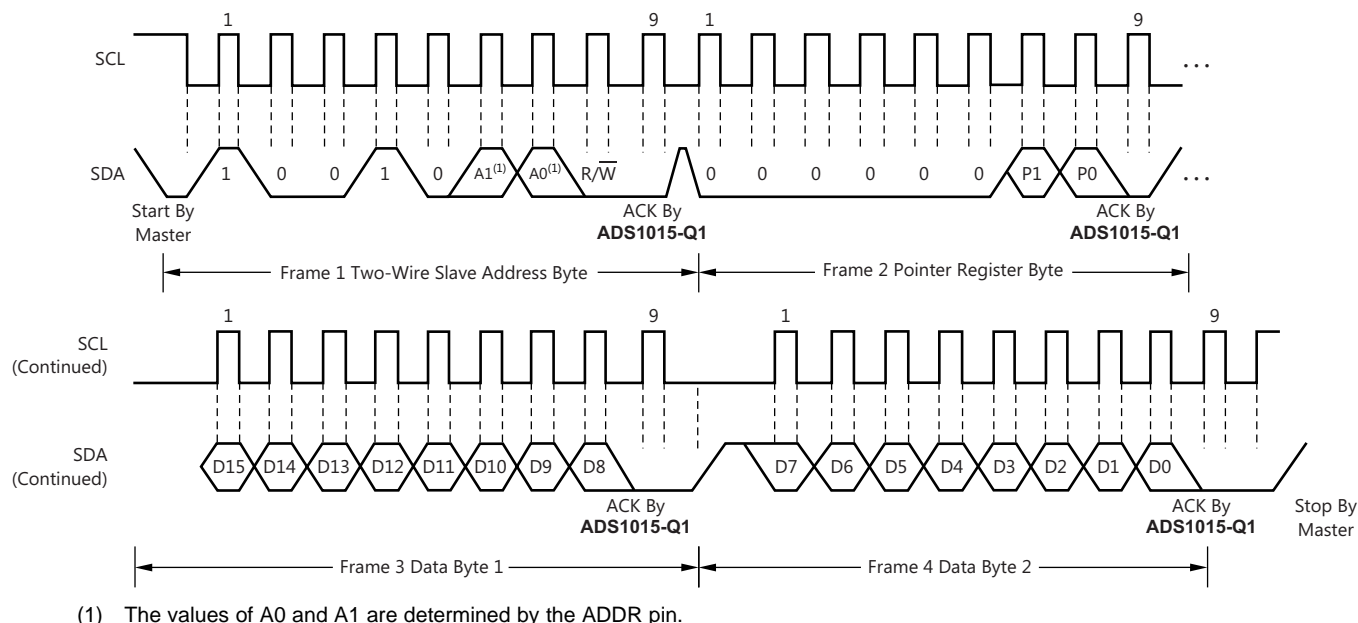 1 9 1 9
SCL ...
SDA 1 0 0 1 0 A1(1) A0(1) R/W̅ 0 0 0 0 0 0 P1 P0 ...
Start By Master
ACK By ADS1015-Q1
ACK By ADS1015-Q1
Frame 1 Two-Wire Slave Address Byte
Frame 2 Pointer Register Byte
1 9 1 9
SCL (Continued)
SDA (Continued)
D15 D14 D13 D12 D11 D10 D9 D8 D7 D6 D5 D4 D3 D2 D1 D0
ACK By ADS1015-Q1
ACK By ADS1015-Q1
Stop By Master
Frame 3 Data Byte 1
Frame 4 Data Byte 2
(1) The values of A0 and A1 are determined by the ADDR pin.